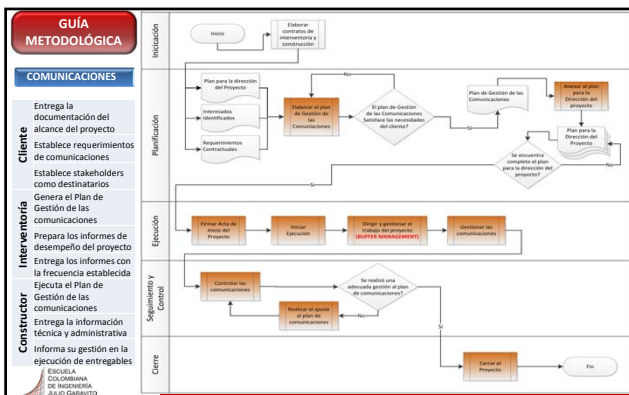 GUÍA
METODOLÓGICA
COMUNICACIONES
Cliente
Entrega la
documentación del
alcance del proyecto
Establece requerimientos
de comunicaciones
Establece stakeholders
como destinatarios
Interventoría
Genera el Plan de
Gestión de las
comunicaciones
Prepara los informes de
desempeño del proyecto
Entrega los informes con
la frecuencia establecida
Constructor
Ejecuta el Plan de
Gestión de las
comunicaciones
Entrega la información
técnica y administrativa
Informa su gestión en la
ejecución de entregables
ESCUELA
COLOMBIANA
DE INGENIERÍA
JULIO GARAVITO
Iniciación
Inicio
Elaborar
contratos de
interventoría y
construcción
Planificación
Plan para la dirección
del Proyecto
Interesados
identificados
Requerimientos
Contractuales
Elaborar el plan
de Gestión de
las
Comunicaciones
No
El plan de Gestión
de las Comunicaciones
Satisface las necesidades
del cliente?
Si
Plan de Gestión de las
Comunicaciones
Anexar al plan
para la
Dirección del
proyecto
Plan para la
Dirección del
Proyecto
Se encuentra
completo el plan
para la dirección del
proyecto?
No
Si
Ejecución
Firmar Acta de
Inicio del
Proyecto
Iniciar
Ejecución
Dirigir y gestionar el
trabajo del proyecto
(BUFFER MANAGEMENT)
Gestionar las
comunicaciones
Seguimiento y
Control
Controlar las
comunicaciones
Se realizó una
adecuada gestión al plan
de comunicaciones?
No
Realizar el ajuste
al plan de
comunicaciones
Si
Cierre
Cerrar el
Proyecto
Fin